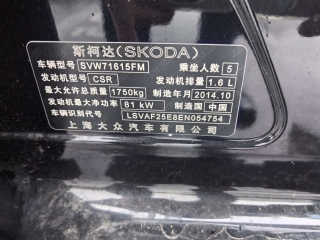 斯柯达(SKODA)
车辆型号 SVW71615FM 乘坐人数 5
发动机型号 CSR 发动机排量 1.6 L
最大允许总质量 1750kg 制造年月 2014.10
发动机最大净功率 81 kW 制造国 中国
车辆识别代号 LSVAF25E8EN054754
上海大众汽车有限公司